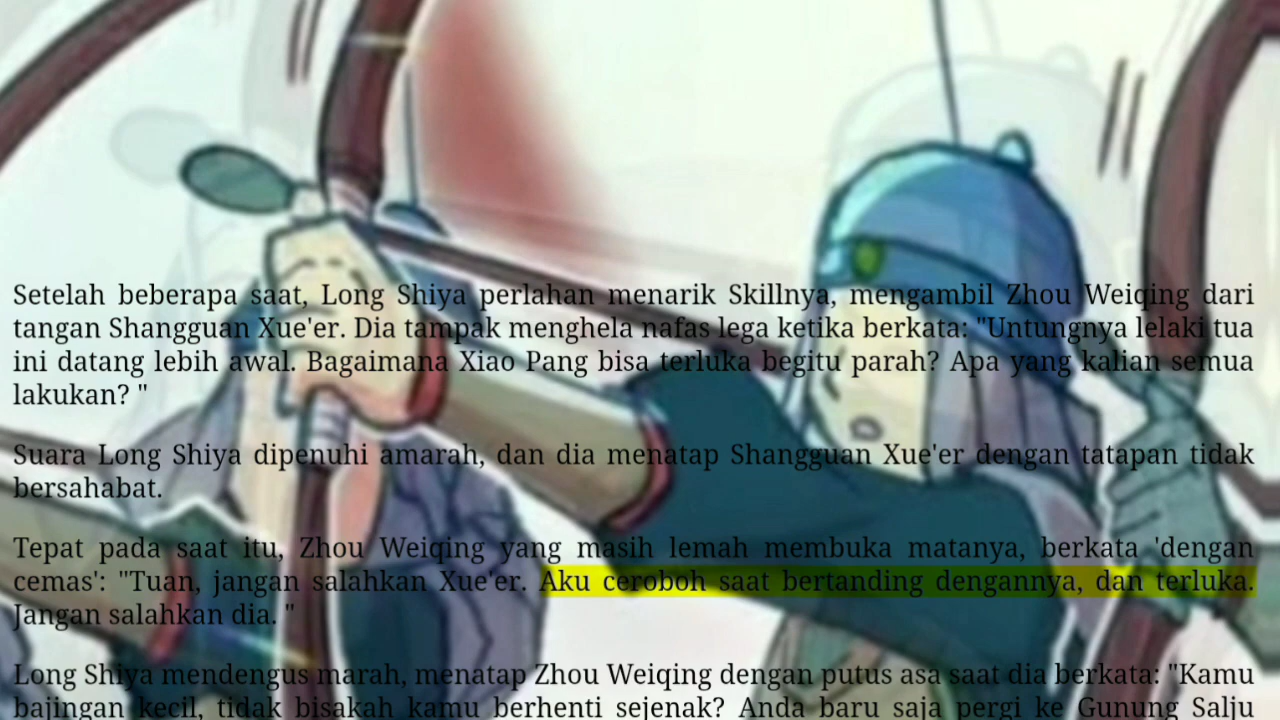 Setelah beberapa saat, Long Shiya perlahan menarik Skillnya, mengambil Zhou Weiqing dari
tangan Shangguan Xue'er. Dia tampak menghela nafas lega ketika berkata: "Untungnya lelaki tua
ini datang lebih awal. Bagaimana Xiao Pang bisa terluka begitu parah? Apa yang kalian semua
lakukan? "
Suara Long Shiya dipenuhi amarah, dan dia menatap Shangguan Xue'er dengan tatapan tidak
bersahabat.
Tepat pada saat itu, Zhou Weiqing yang masih lemah membuka matanya, berkata 'dengan
cemas': "Tuan, jangan salahkan Xue'er. Aku ceroboh saat bertanding dengannya, dan terluka.
Jangan salahkan dia. "
Long Shiya mendengus marah, menatap Zhou Weiqing dengan putus asa saat dia berkata: "Kamu
bajingan kecil, tidak bisakah kamu berhenti sejenak? Anda baru saja pergi ke Gunung Salju